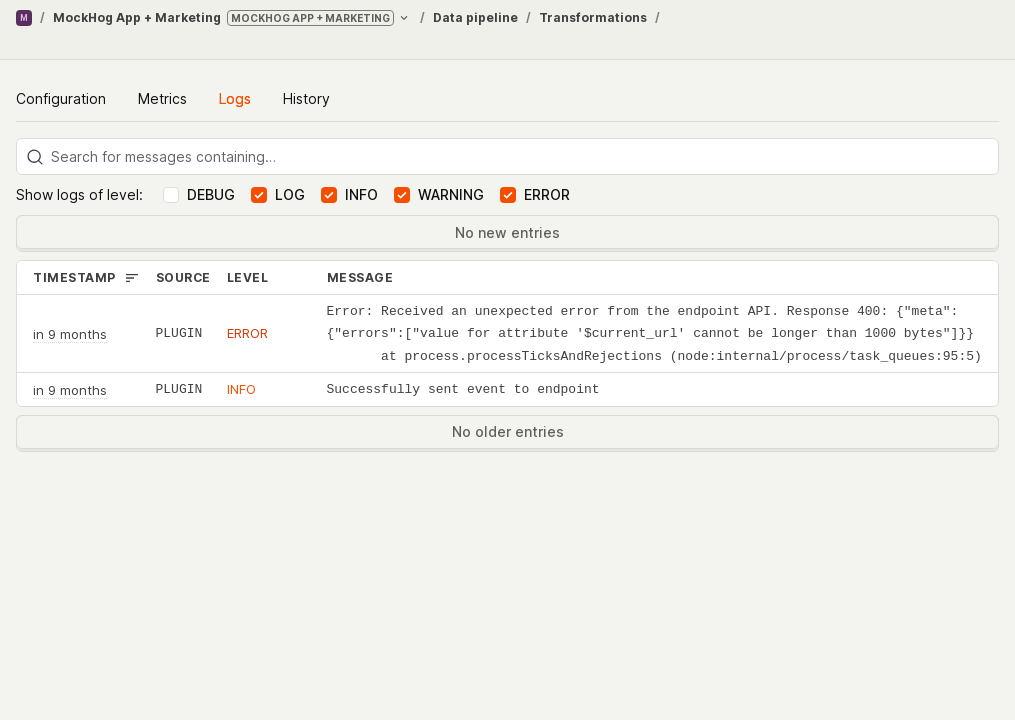 M / MockHog App + Marketing MOCKHOG APP + MARKETING / Data pipeline / Transformations /
Configuration Metrics Logs History
Search for messages containing…
Show logs of level: DEBUG LOG INFO WARNING ERROR
No new entries
TIMESTAMP SOURCE LEVEL MESSAGE
in 9 months PLUGIN ERROR Error: Received an unexpected error from the endpoint API. Response 400: {"meta":
{"errors":["value for attribute '$current_url' cannot be longer than 1000 bytes"]}}
at process.processTicksAndRejections (node:internal/process/task_queues:95:5)
in 9 months PLUGIN INFO Successfully sent event to endpoint
No older entries